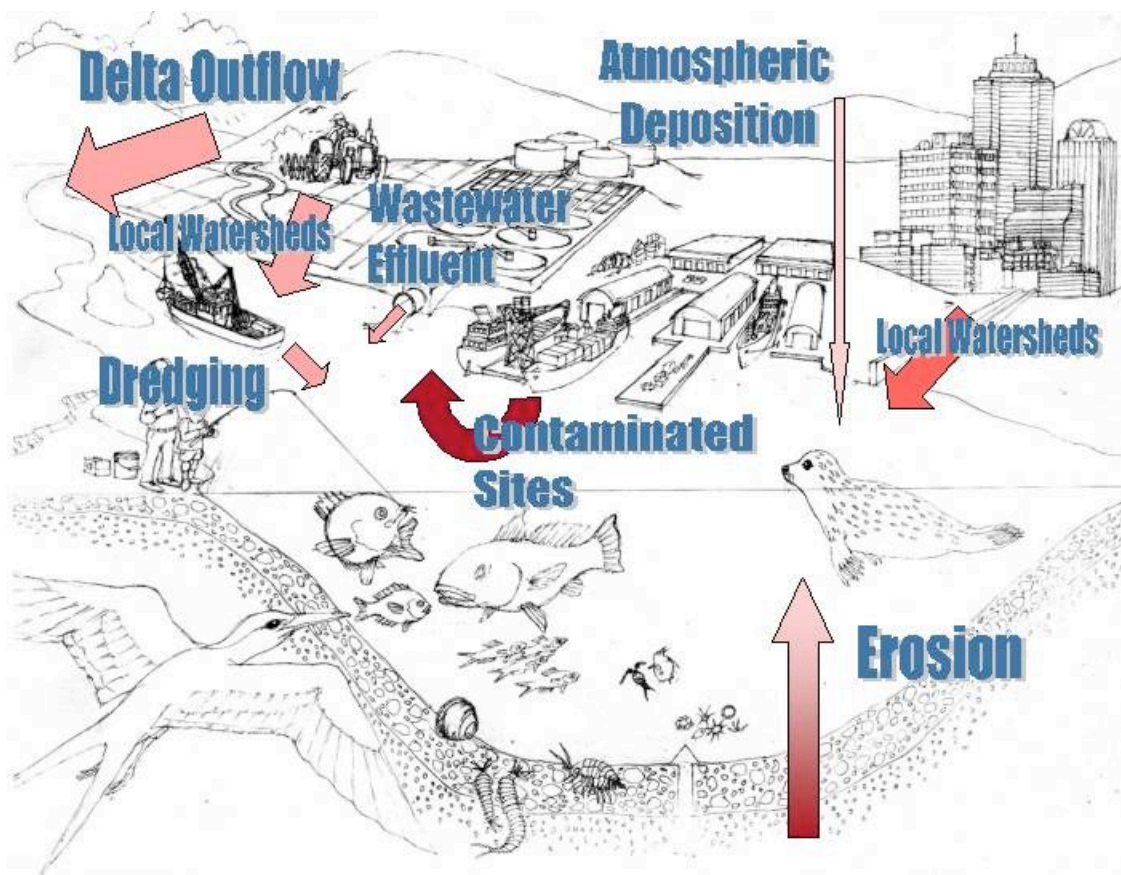 Delta Outflow
Atmospheric
Deposition
Local Watersheds
Wastewater
Effluent
Local Watersheds
Dredging
Contaminated
Sites
Erosion